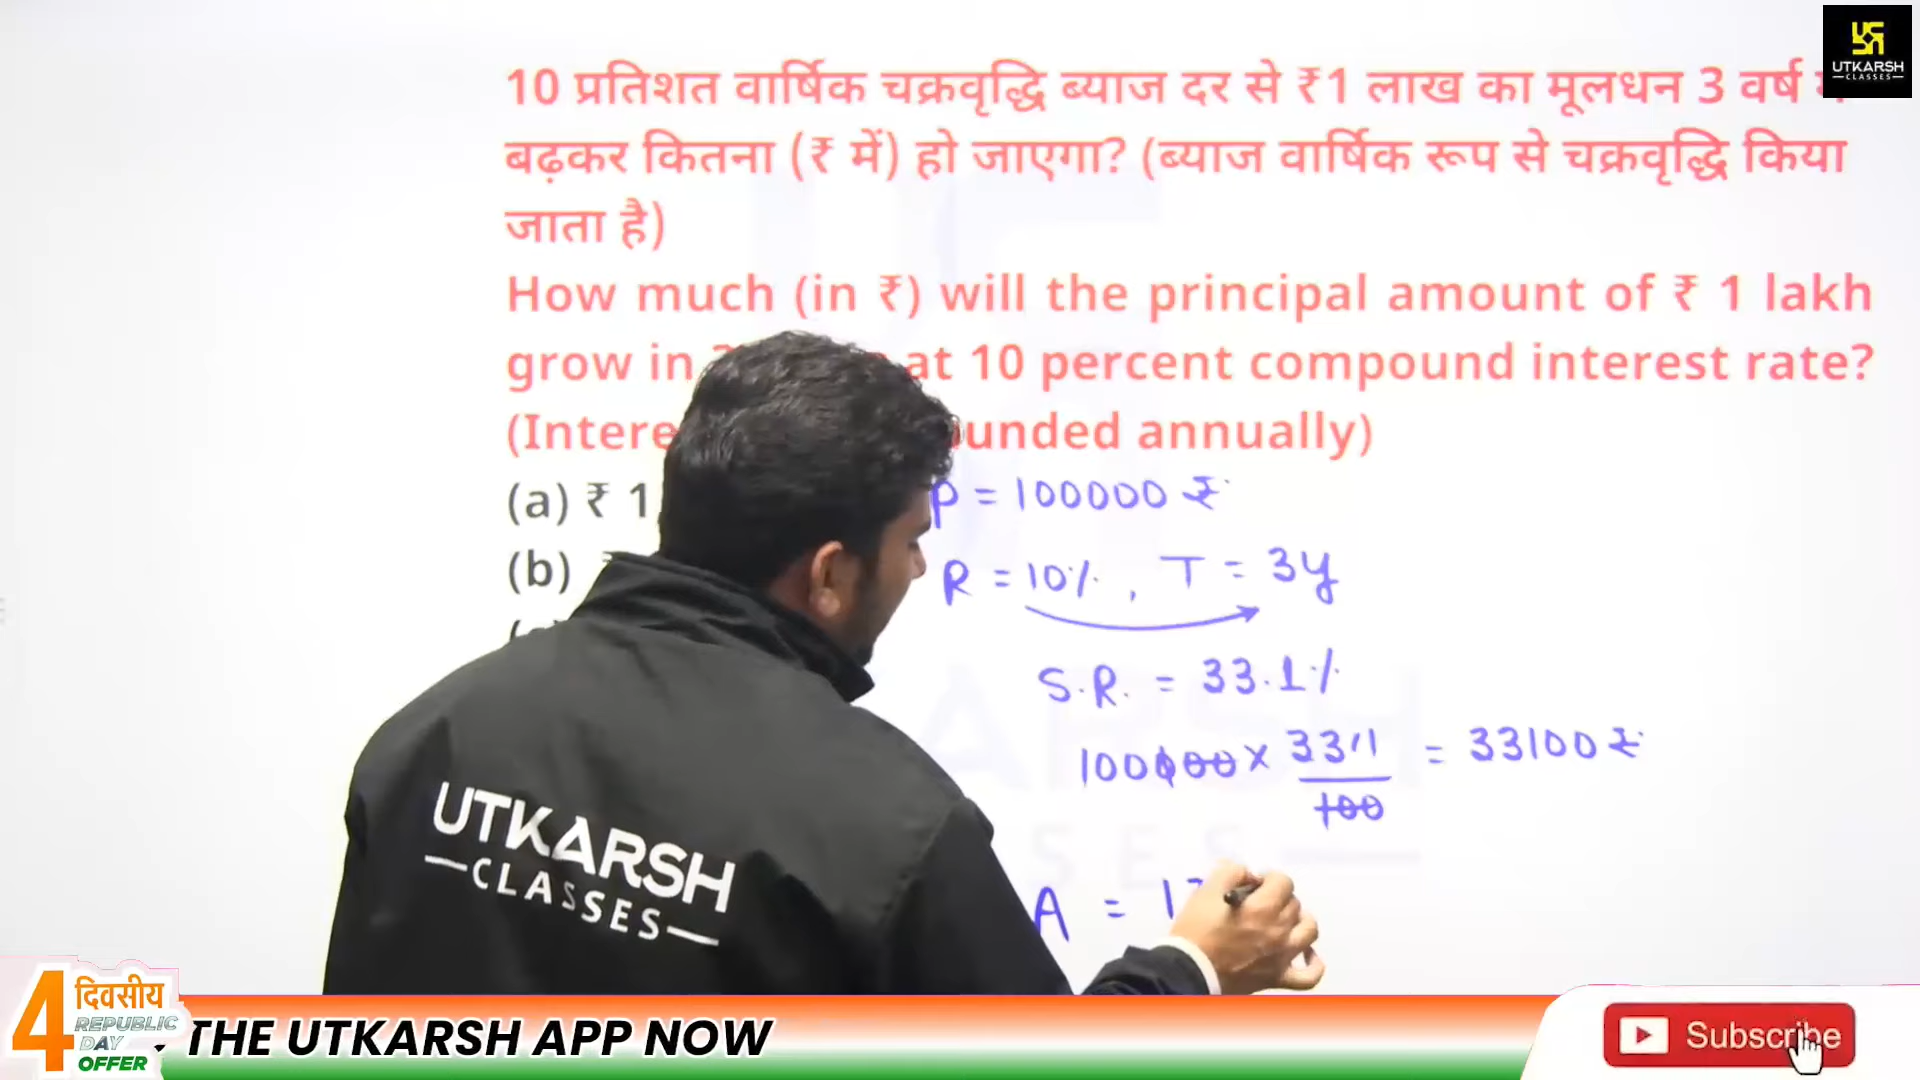 UTKARSH
CLASSES
10 प्रतिशत वार्षिक चक्रवृद्धि ब्याज दर से ₹1 लाख का मूलधन 3 वर्ष
बढ़कर कितना (₹ में) हो जाएगा? (ब्याज वार्षिक रूप से चक्रवृद्धि किया
जाता है)
How much (in ₹) will the principal amount of ₹ 1 lakh
grow in at 10 percent compound interest rate?
(Intere ounded annually)
(a) ₹ 1
P = 100000 ₹
(b)
R = 10%, T = 3y
S.R. = 33.1%
100000 × 331/100 = 33100 ₹
A = 13
UTKARSH
CLASSES
4 दिवसीय
REPUBLIC
DAY
OFFER
THE UTKARSH APP NOW
Subscribe